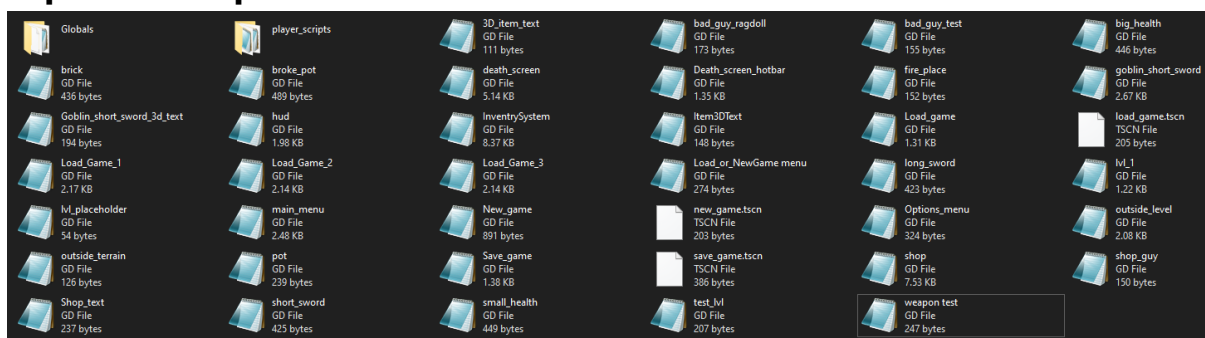 Globals
player_scripts
3D_item_text
GD File
111 bytes
bad_guy_ragdoll
GD File
173 bytes
bad_guy_test
GD File
155 bytes
big_health
GD File
446 bytes
brick
GD File
436 bytes
broke_pot
GD File
489 bytes
death_screen
GD File
5.14 KB
Death_screen_hotbar
GD File
1.35 KB
fire_place
GD File
152 bytes
goblin_short_sword
GD File
2.67 KB
Goblin_short_sword_3d_text
GD File
194 bytes
hud
GD File
1.98 KB
InventrySystem
GD File
8.37 KB
Item3DText
GD File
148 bytes
Load_game
GD File
1.31 KB
load_game.tscn
TSCN File
205 bytes
Load_Game_1
GD File
2.17 KB
Load_Game_2
GD File
2.14 KB
Load_Game_3
GD File
2.14 KB
Load_or_NewGame menu
GD File
274 bytes
long_sword
GD File
423 bytes
lvl_1
GD File
1.22 KB
lvl_placeholder
GD File
54 bytes
main_menu
GD File
2.48 KB
New_game
GD File
891 bytes
new_game.tscn
TSCN File
203 bytes
Options_menu
GD File
324 bytes
outside_level
GD File
2.08 KB
outside_terrain
GD File
126 bytes
pot
GD File
239 bytes
Save_game
GD File
1.38 KB
save_game.tscn
TSCN File
386 bytes
shop
GD File
7.53 KB
shop_guy
GD File
150 bytes
Shop_text
GD File
237 bytes
short_sword
GD File
425 bytes
small_health
GD File
449 bytes
test_lvl
GD File
207 bytes
weapon test
GD File
247 bytes